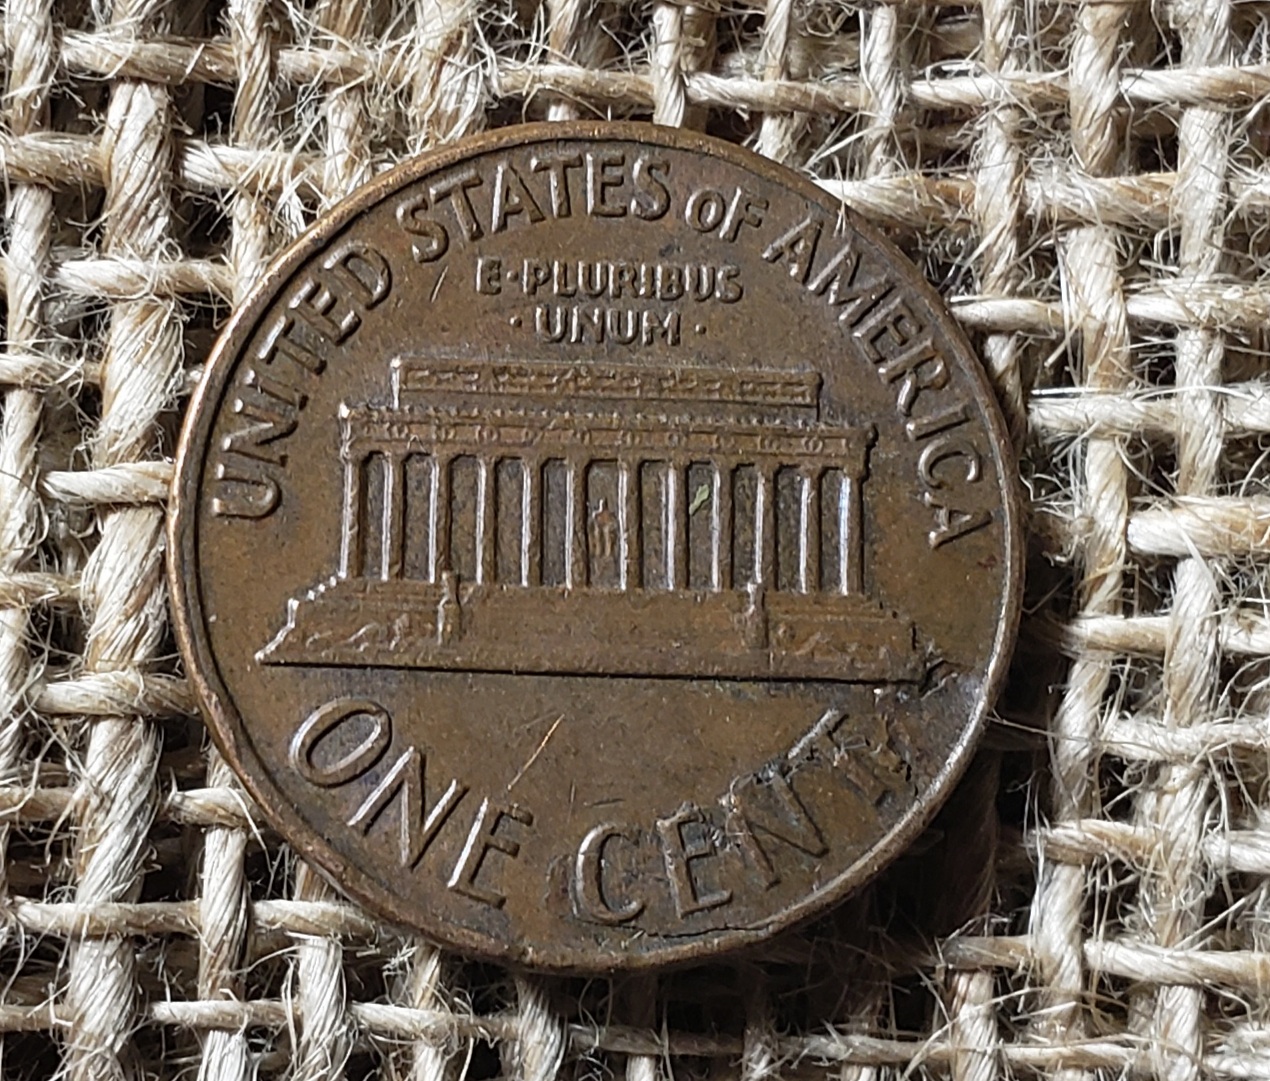 UNITED STATES OF AMERICA
E·PLURIBUS
·UNUM·
ONE CENT